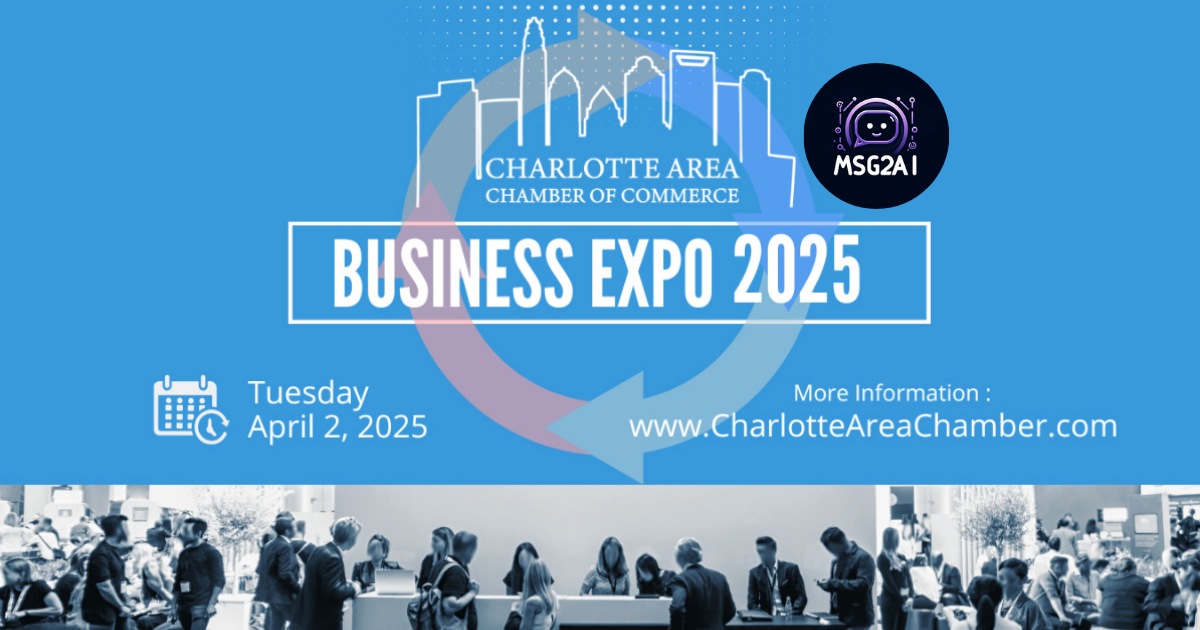 CHARLOTTE AREA
CHAMBER OF COMMERCE
MSG2AI
BUSINESS EXPO 2025
Tuesday
April 2, 2025
More Information :
www.CharlotteAreaChamber.com